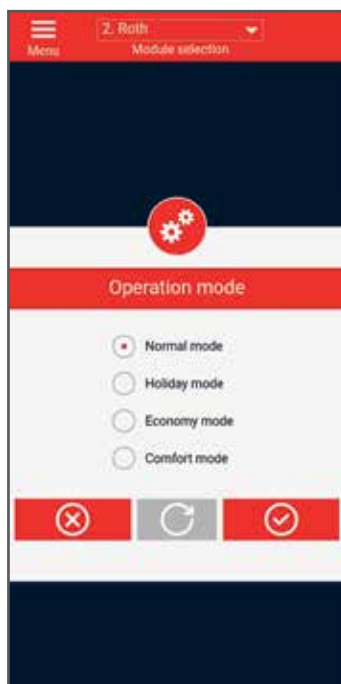 2. Roth
Menu
Module selection
Operation mode
Normal mode
Holiday mode
Economy mode
Comfort mode